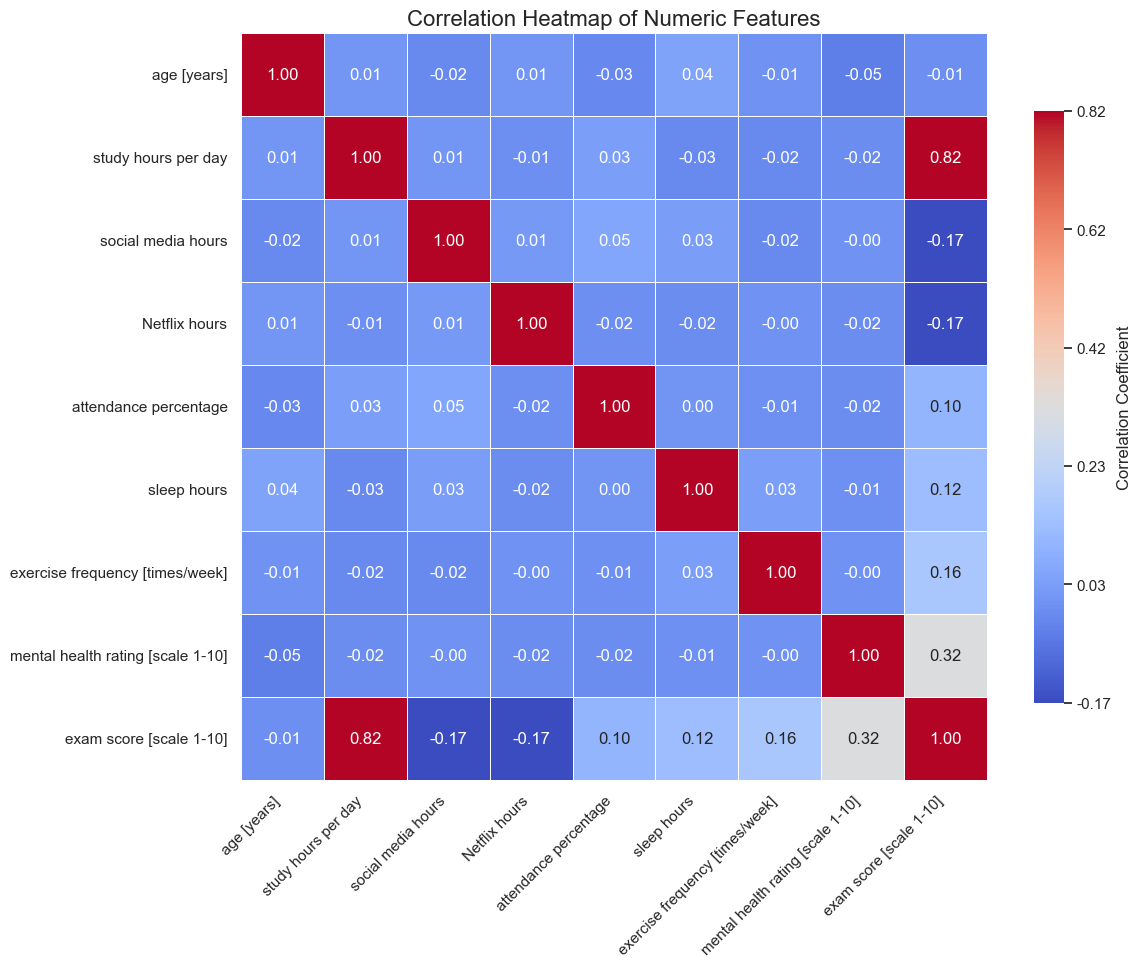 Correlation Heatmap of Numeric Features
age [years] 1.00 0.01 -0.02 0.01 -0.03 0.04 -0.01 -0.05 -0.01
study hours per day 0.01 1.00 0.01 -0.01 0.03 -0.03 -0.02 -0.02 0.82
social media hours -0.02 0.01 1.00 0.01 0.05 0.03 -0.02 -0.00 -0.17
Netflix hours 0.01 -0.01 0.01 1.00 -0.02 -0.02 -0.00 -0.02 -0.17
attendance percentage -0.03 0.03 0.05 -0.02 1.00 0.00 -0.01 -0.02 0.10
sleep hours 0.04 -0.03 0.03 -0.02 0.00 1.00 0.03 -0.01 0.12
exercise frequency [times/week] -0.01 -0.02 -0.02 -0.00 -0.01 0.03 1.00 -0.00 0.16
mental health rating [scale 1-10] -0.05 -0.02 -0.00 -0.02 -0.02 -0.01 -0.00 1.00 0.32
exam score [scale 1-10] -0.01 0.82 -0.17 -0.17 0.10 0.12 0.16 0.32 1.00
age [years]
study hours per day
social media hours
Netflix hours
attendance percentage
sleep hours
exercise frequency [times/week]
mental health rating [scale 1-10]
exam score [scale 1-10]
0.82
0.62
0.42
0.23
0.03
-0.17
Correlation Coefficient